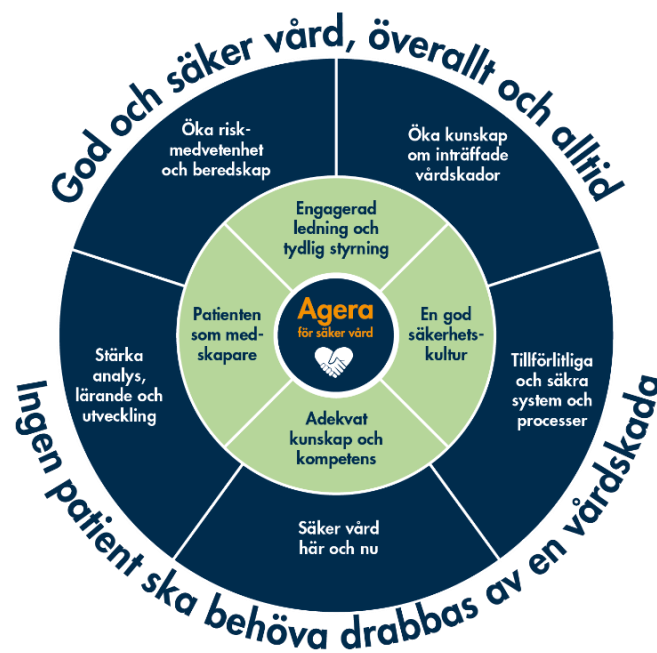 God och säker vård, överallt och alltid
Öka risk-
medvetenhet
och beredskap
Öka kunskap
om inträffade
vårdskador
Engagerad
ledning och
tydlig styrning
Patienten
som med-
skapare
Agera
för säker vård
En god
säkerhets-
kultur
Stärka
analys,
lärande och
utveckling
Tillförlitliga
och säkra
system och
processer
Adekvat
kunskap och
kompetens
Säker vård
här och nu
Ingen patient ska behöva drabbas av en vårdskada